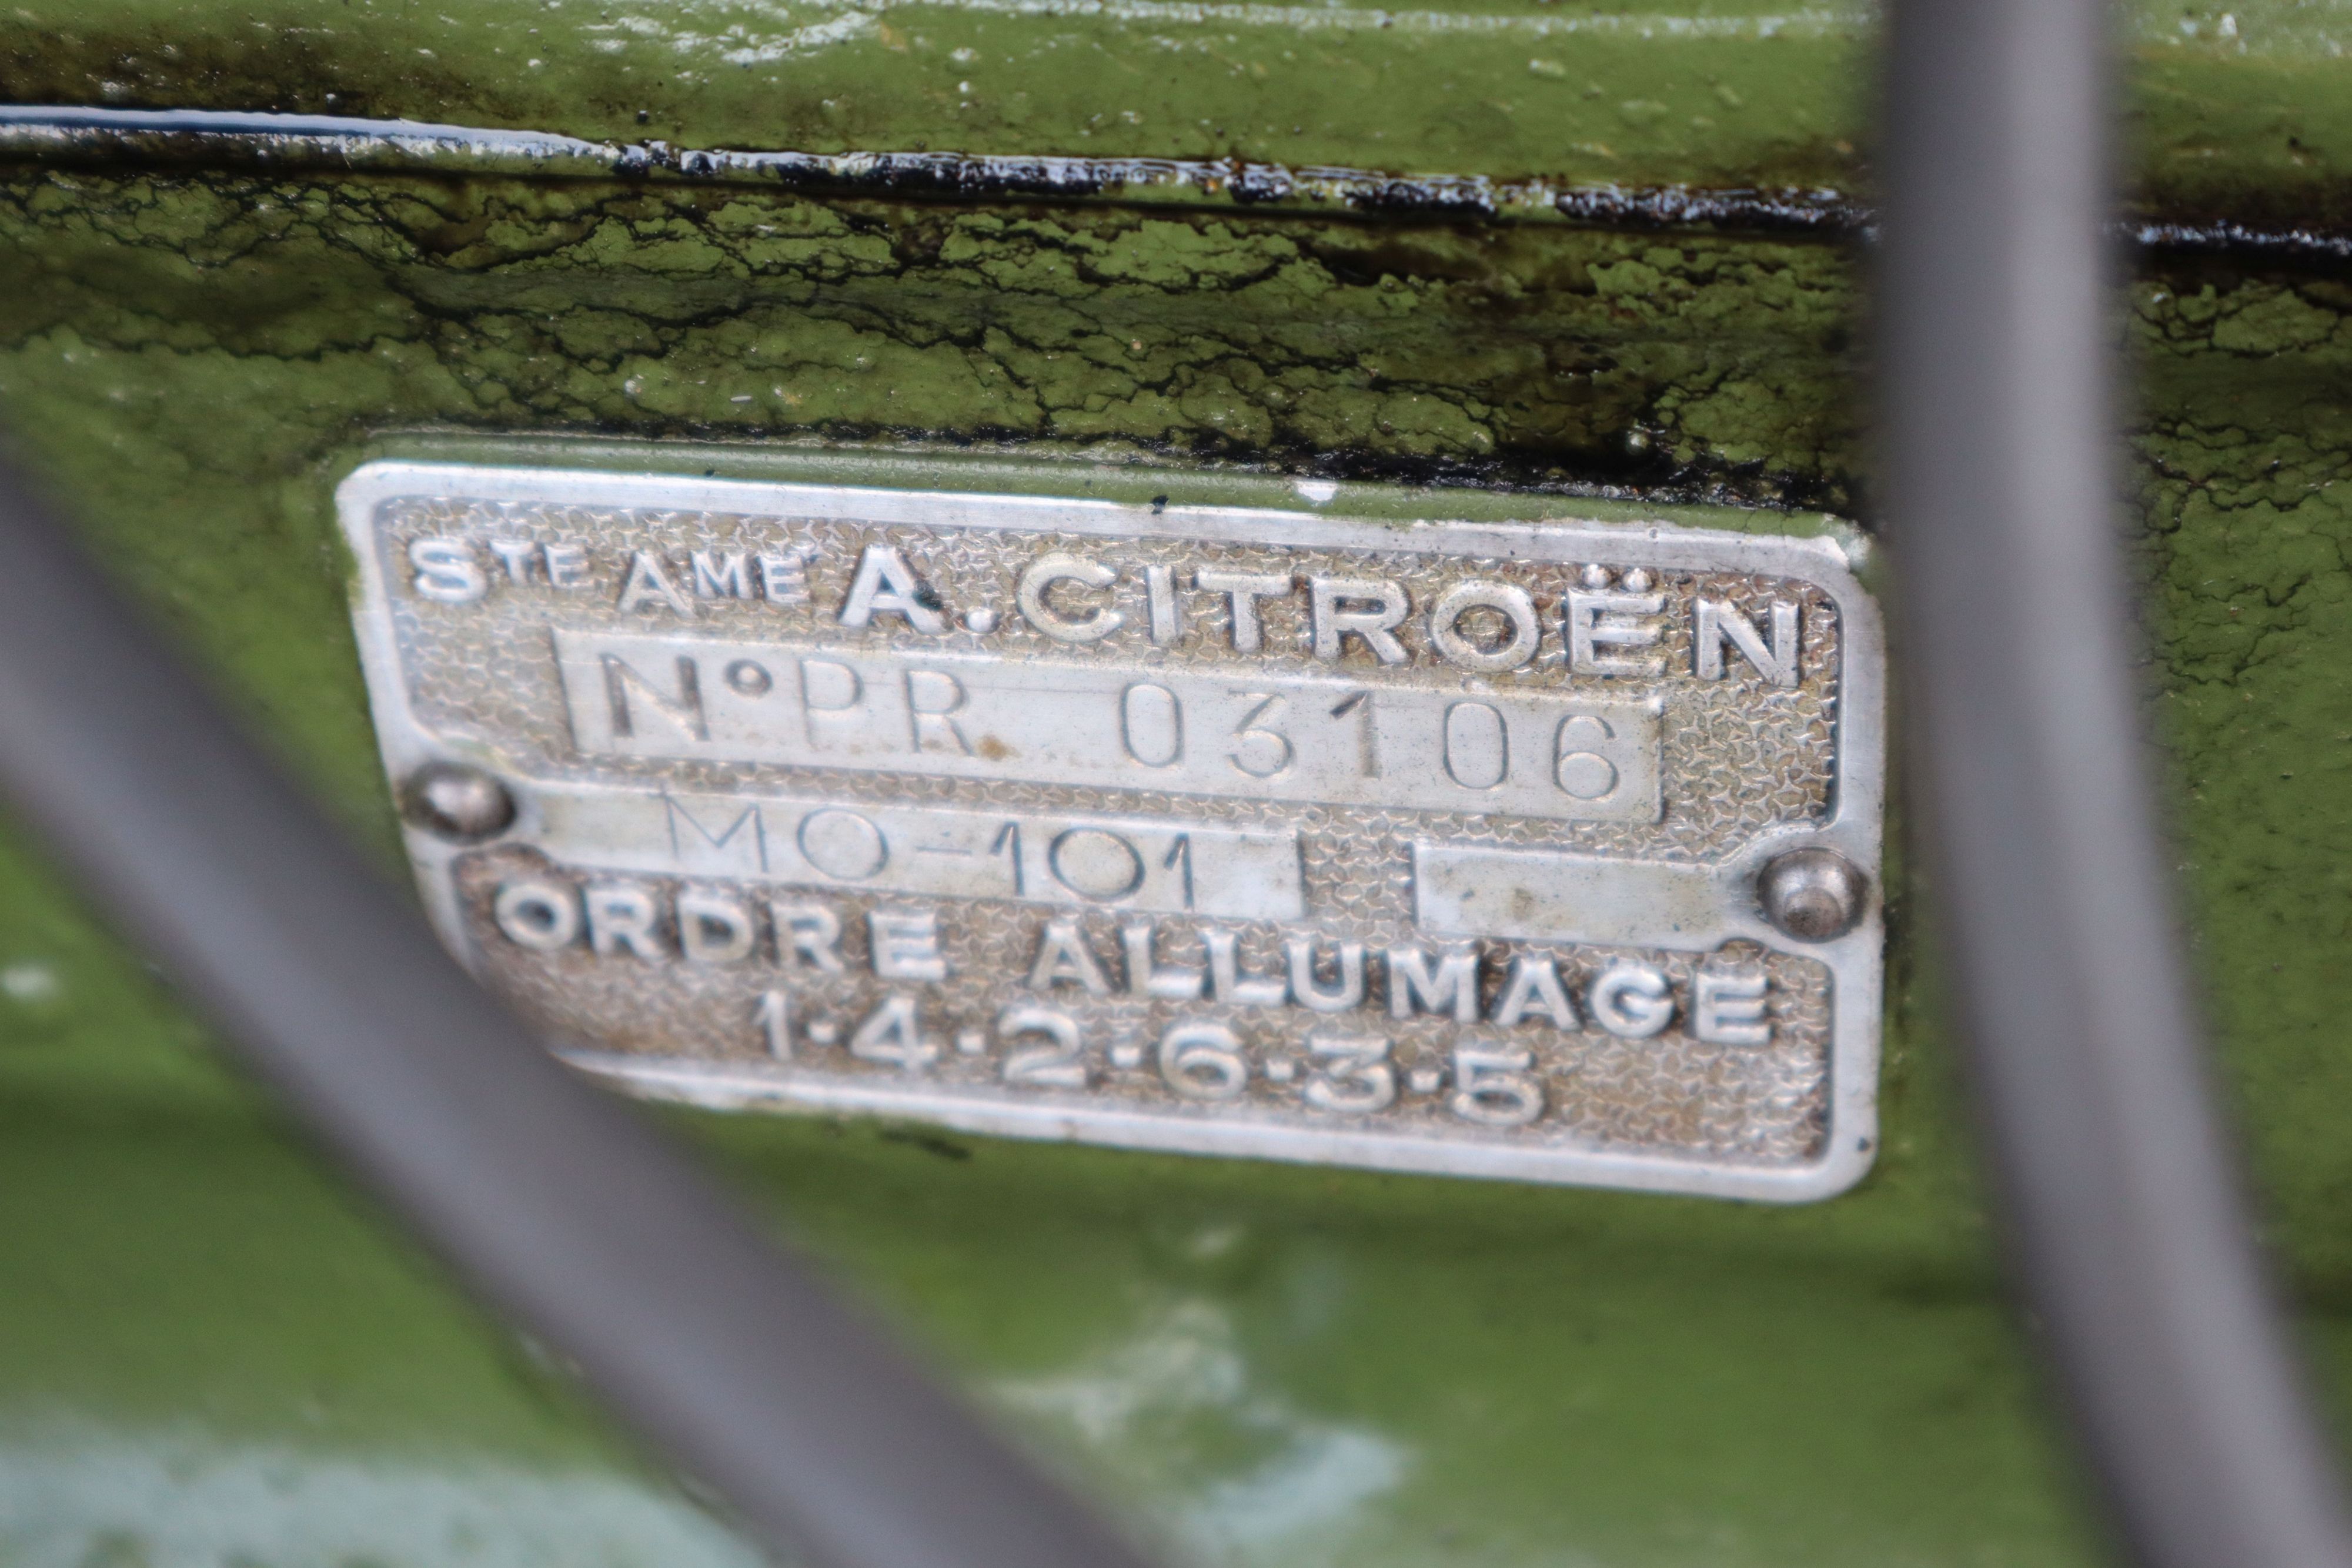 STE AME A. CITROËN
N° PR 03106
MO-101
ORDRE ALLUMAGE
1·4·2·6·3·5